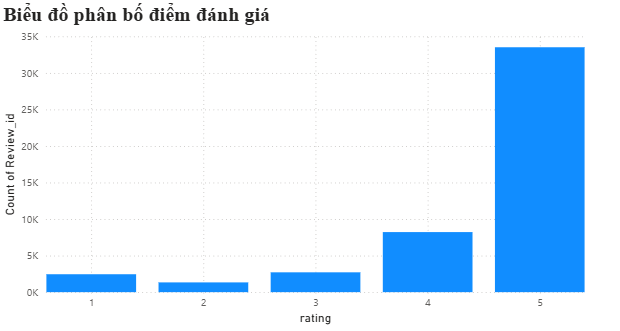 Biểu đồ phân bố điểm đánh giá
35K
30K
25K
20K
15K
10K
5K
0K
Count of Review_id
1 2 3 4 5
rating